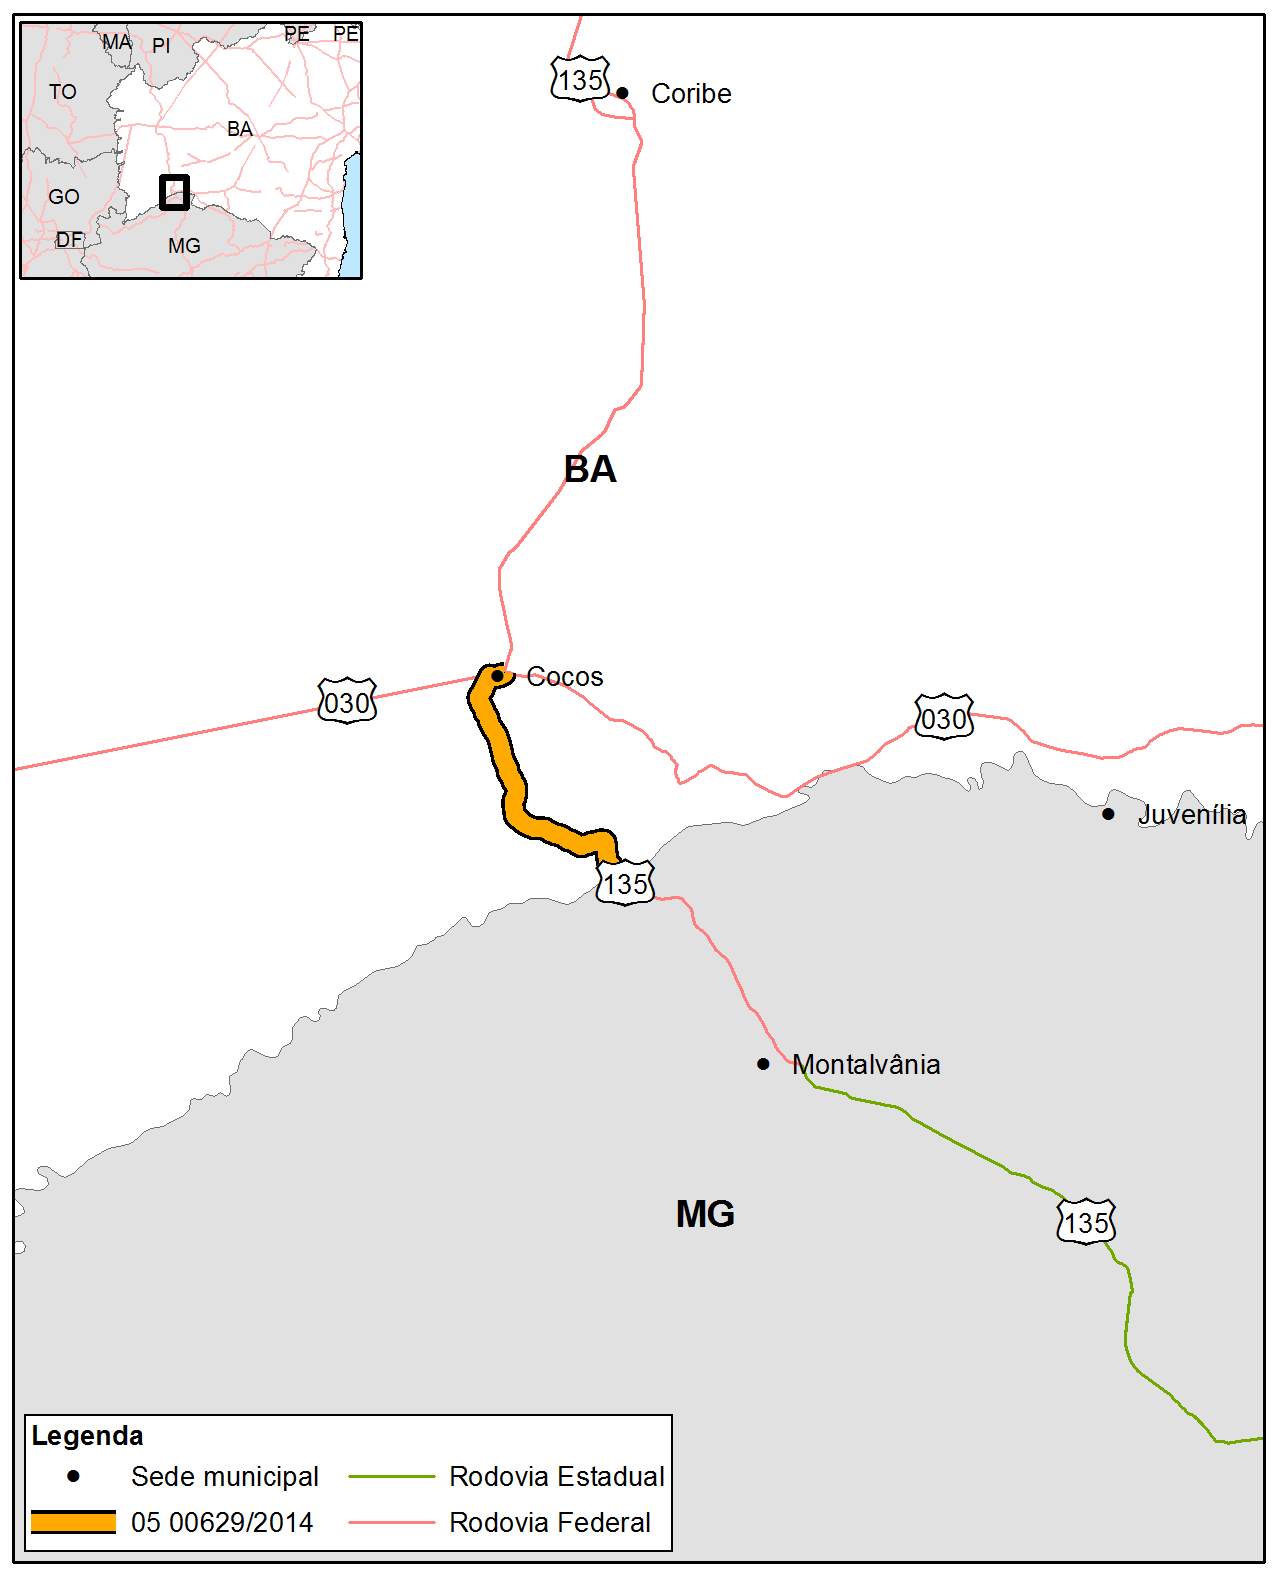 MA
PI
PE
PE
TO
BA
GO
DF
MG
135
Coribe
BA
Cocos
030
030
Juvenília
135
Montalvânia
MG
135
Legenda
Sede municipal
Rodovia Estadual
05 00629/2014
Rodovia Federal